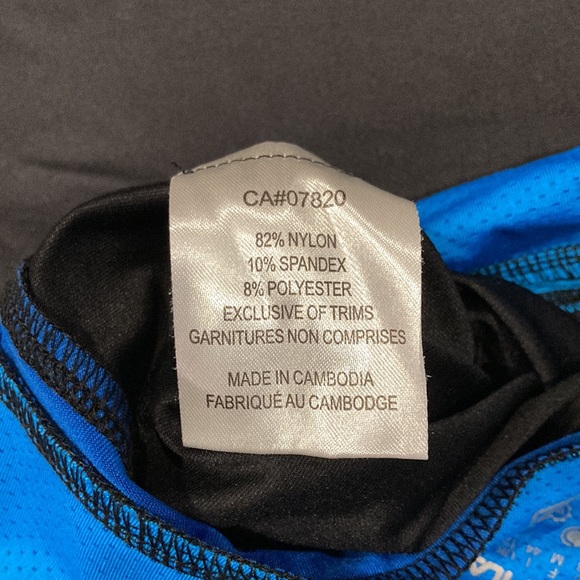 CA#07820
82% NYLON
10% SPANDEX
8% POLYESTER
EXCLUSIVE OF TRIMS
GARNITURES NON COMPRISES
MADE IN CAMBODIA
FABRIQUÉ AU CAMBODGE